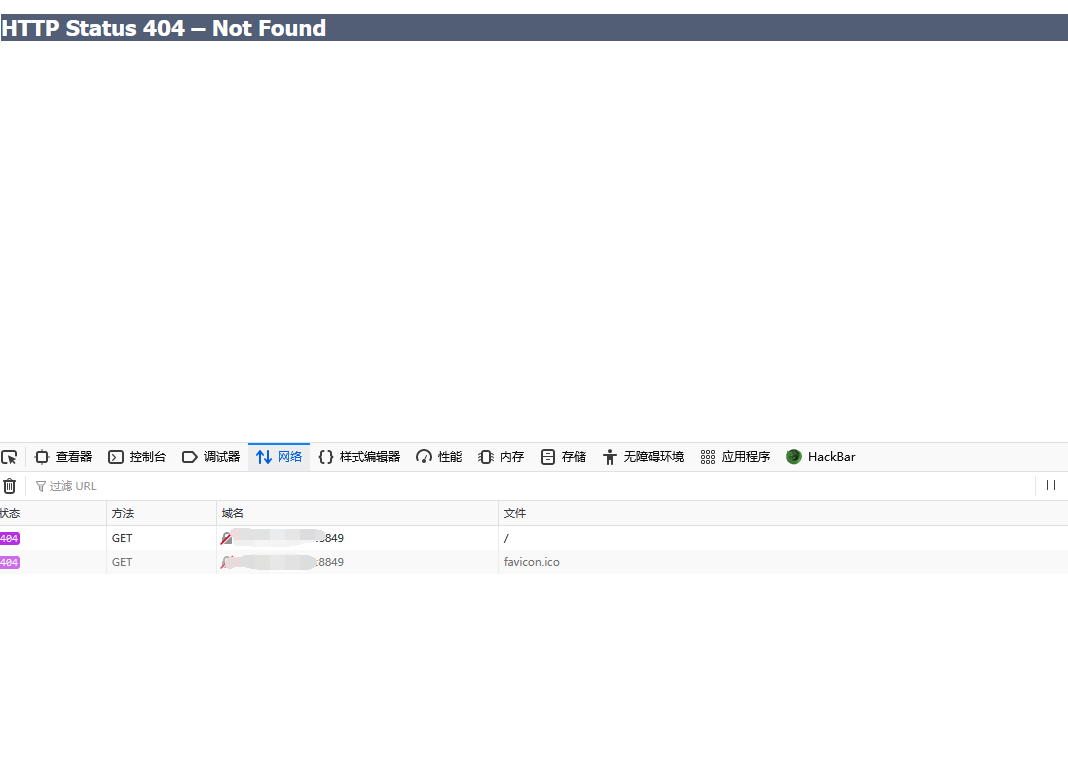 HTTP Status 404 – Not Found
查看器 控制台 调试器 网络 {} 样式编辑器 性能 内存 存储 无障碍环境 应用程序 HackBar
过滤 URL
状态 方法 域名 文件
404 GET :8849 /
404 GET :8849 favicon.ico